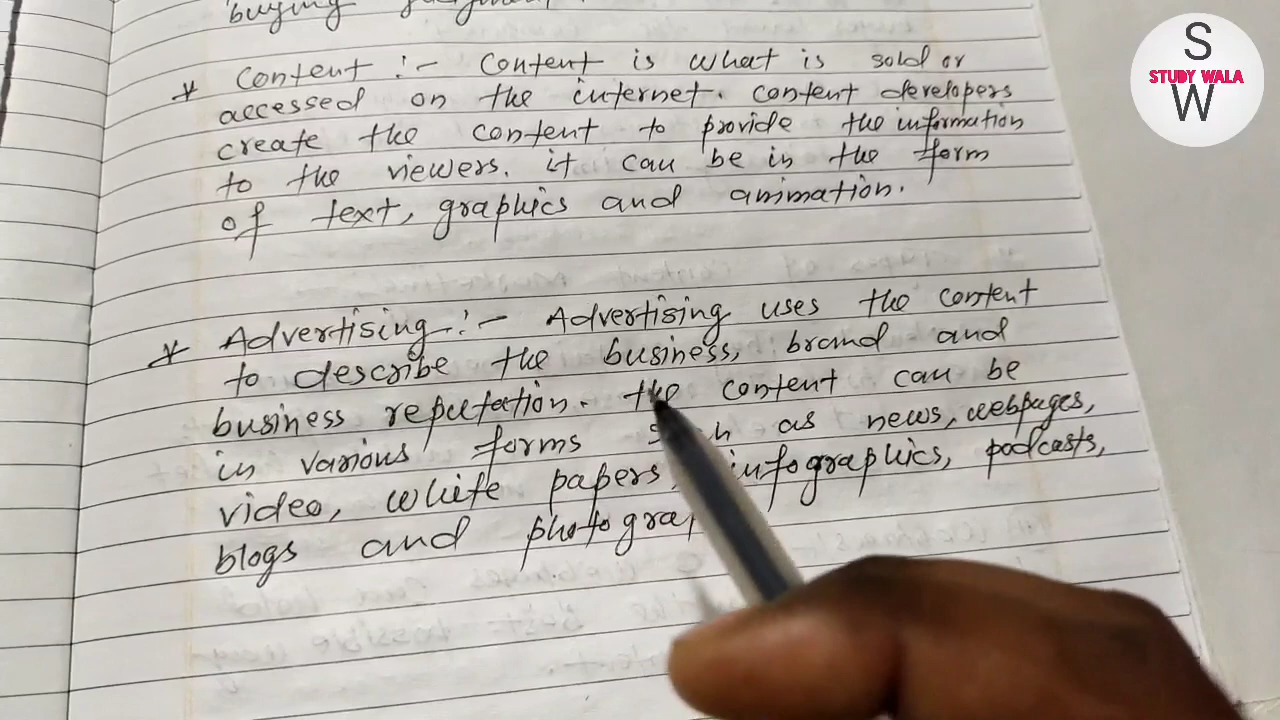 buying
* Content :- Content is what is sold or
accessed on the internet. content developers
create the content to provide the information
to the viewers. it can be in the form
of text, graphics and animation.
* Advertising :- Advertising uses the content
to describe the business, brand and
business reputation. the content can be
in various forms as news, webpages,
video, white papers, infographics, podcasts,
blogs and
S
STUDY WALA
W